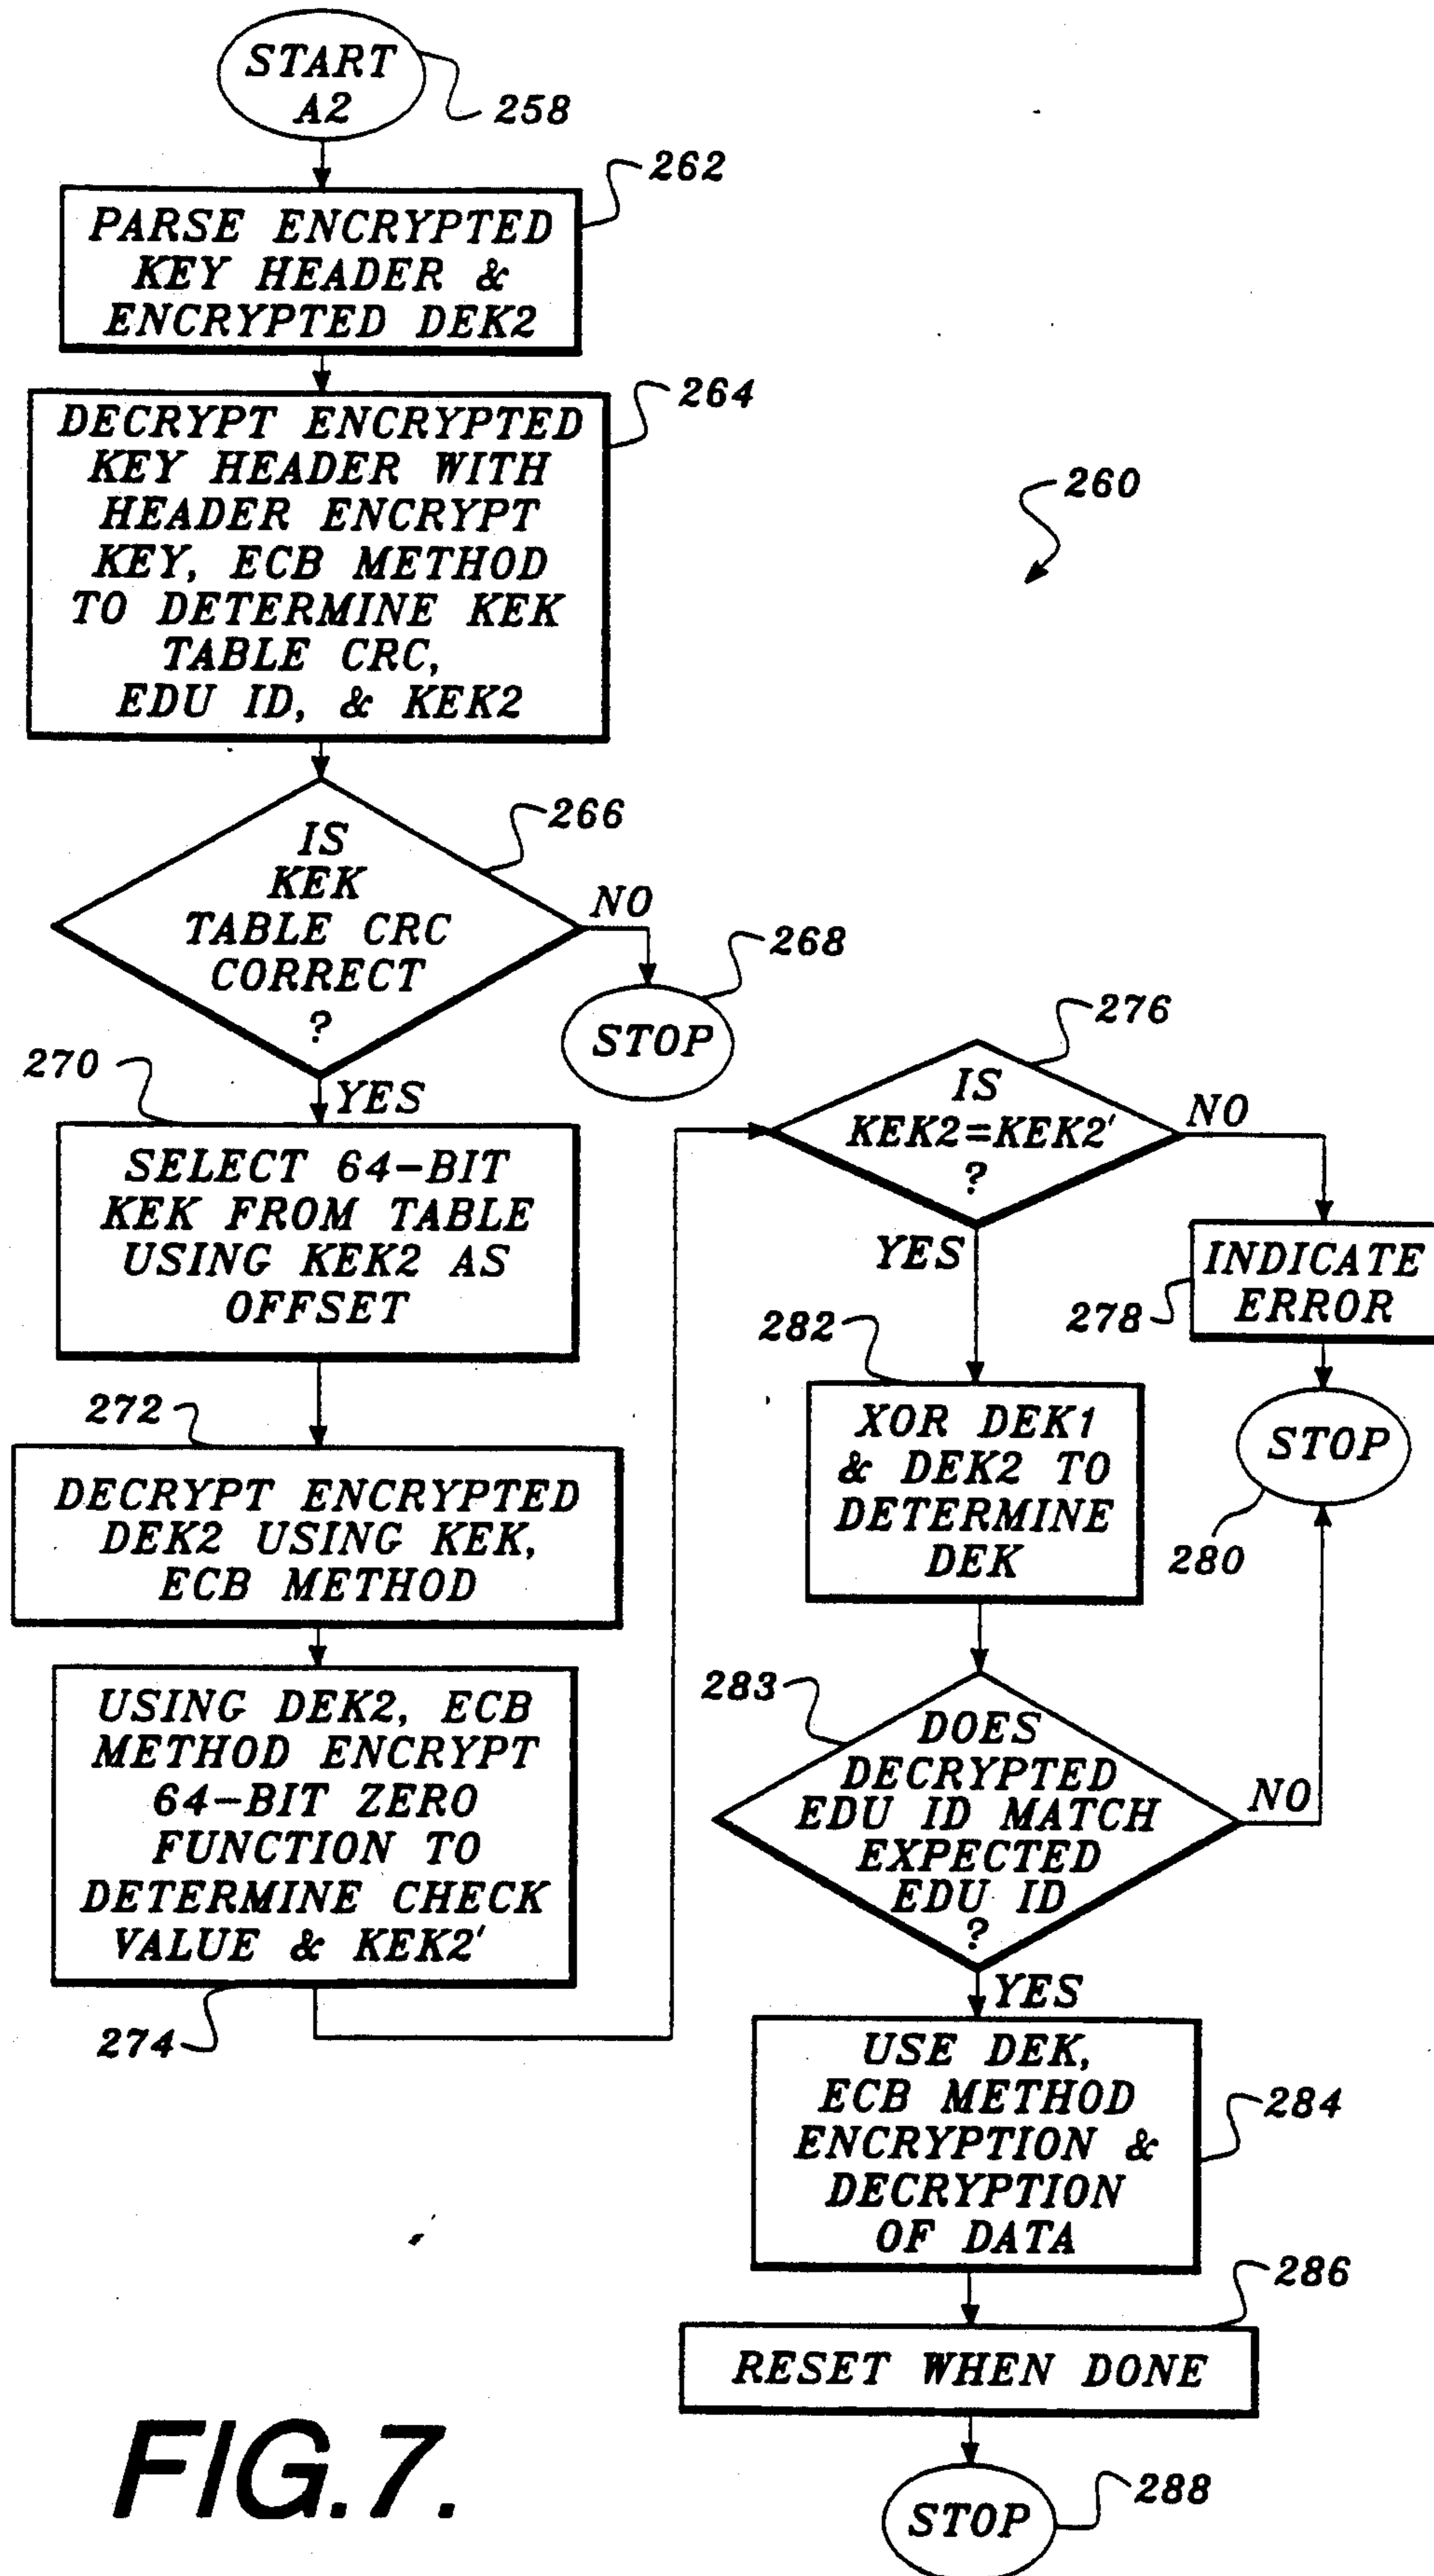 START
A2
258
262
PARSE ENCRYPTED
KEY HEADER &
ENCRYPTED DEK2
264
DECRYPT ENCRYPTED
KEY HEADER WITH
HEADER ENCRYPT
KEY, ECB METHOD
TO DETERMINE KEK
TABLE CRC,
EDU ID, & KEK2
260
266
IS
KEK
TABLE CRC
CORRECT
?
NO
268
STOP
YES
270
SELECT 64-BIT
KEK FROM TABLE
USING KEK2 AS
OFFSET
272
DECRYPT ENCRYPTED
DEK2 USING KEK,
ECB METHOD
USING DEK2, ECB
METHOD ENCRYPT
64-BIT ZERO
FUNCTION TO
DETERMINE CHECK
VALUE & KEK2'
274
276
IS
KEK2=KEK2'
?
NO
YES
INDICATE
ERROR
278
STOP
280
282
XOR DEK1
& DEK2 TO
DETERMINE
DEK
283
DOES
DECRYPTED
EDU ID MATCH
EXPECTED
EDU ID
?
NO
YES
USE DEK,
ECB METHOD
ENCRYPTION &
DECRYPTION
OF DATA
284
286
RESET WHEN DONE
STOP
288
FIG.7.